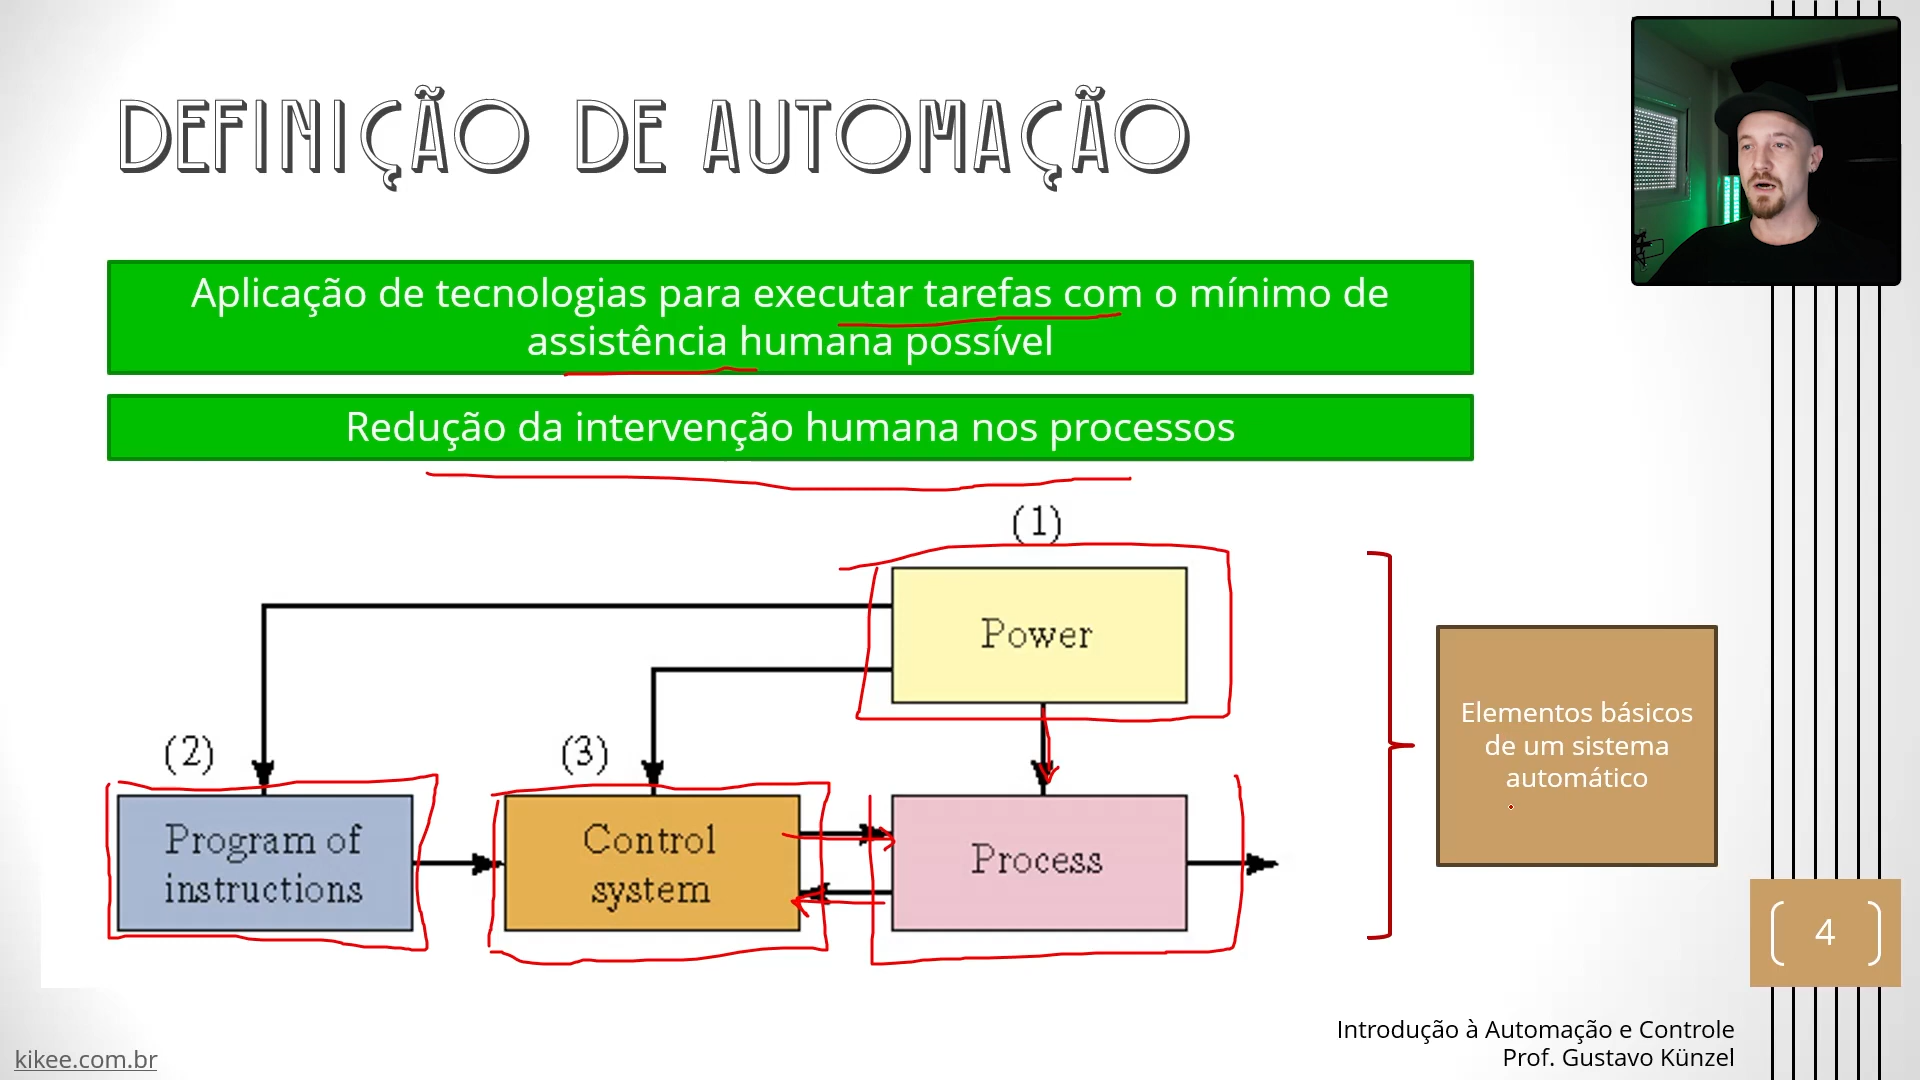 DEFINIÇÃO DE AUTOMAÇÃO
Aplicação de tecnologias para executar tarefas com o mínimo de
assistência humana possível
Redução da intervenção humana nos processos
(1)
Power
(2)
(3)
Program of
instructions
Control
system
Process
Elementos básicos
de um sistema
automático
4
Introdução à Automação e Controle
Prof. Gustavo Künzel
kikee.com.br